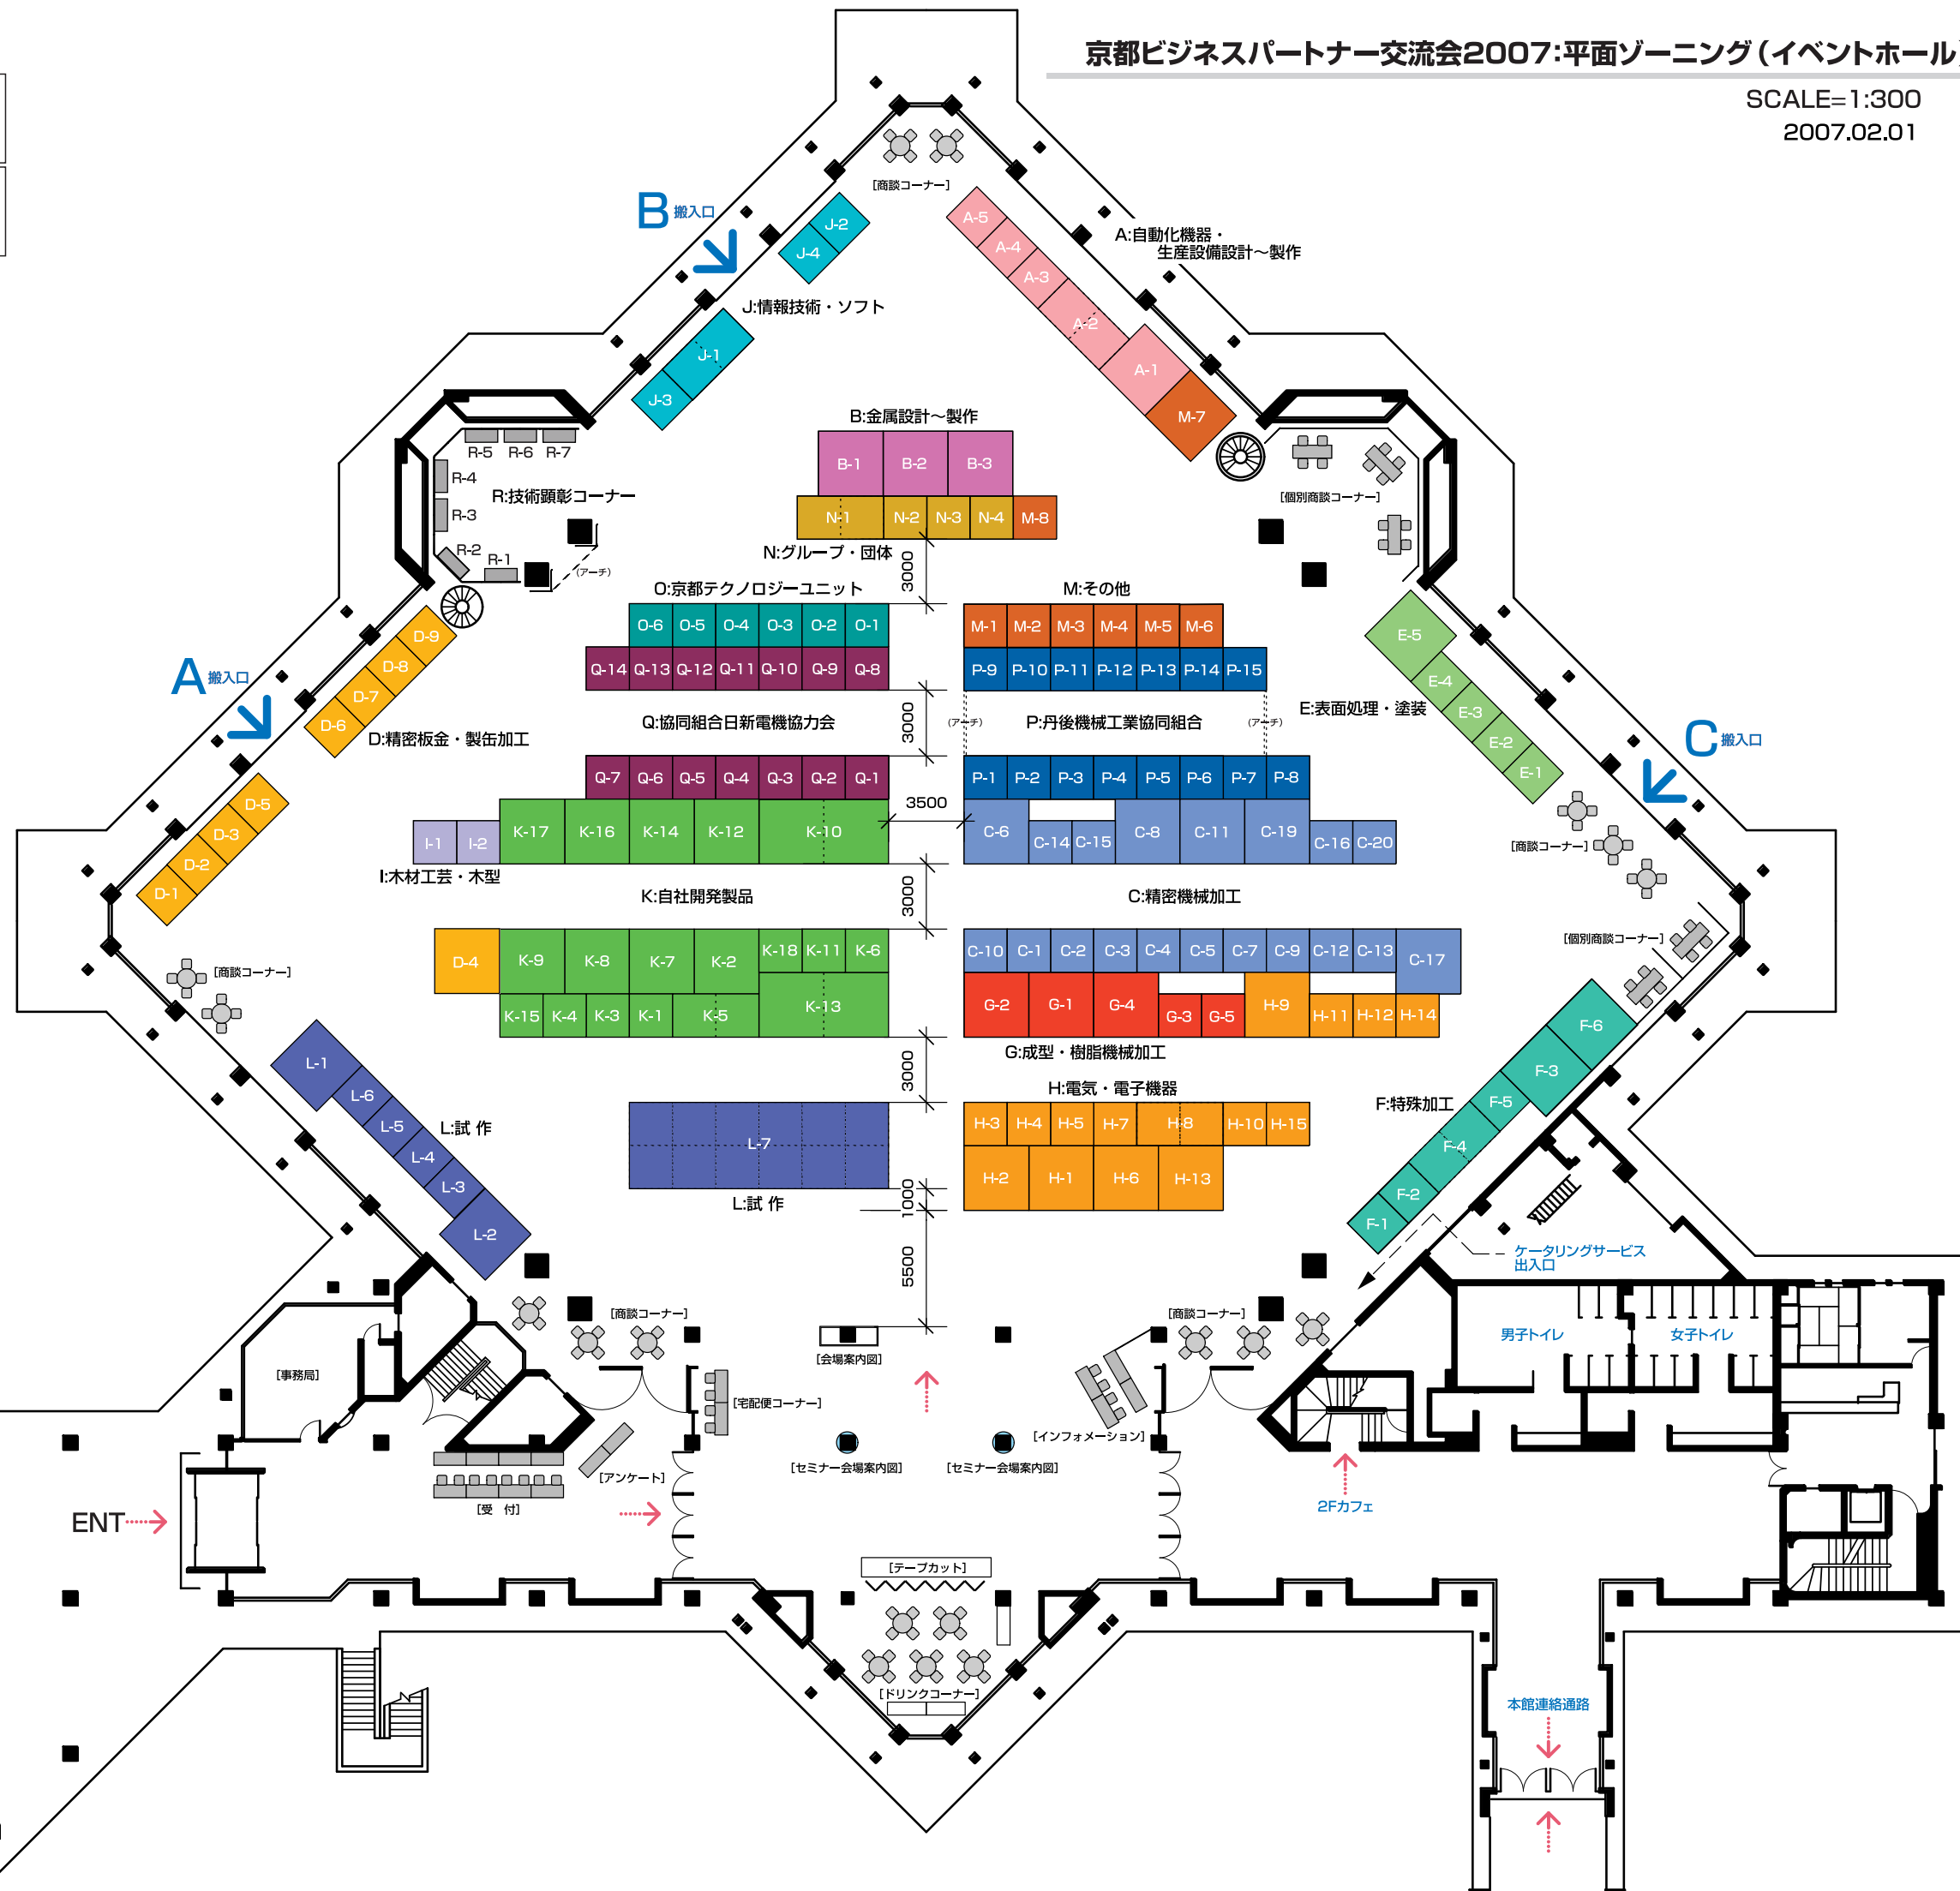 京都ビジネスパートナー交流会2007:平面ゾーニング(イベントホール)
SCALE=1:300
2007.02.01
[商談コーナー]
B 搬入口
J-2
J-4
A-5
A-4
A-3
A-2
A-1
M-7
A:自動化機器・
生産設備設計〜製作
J:情報技術・ソフト
J-1
J-3
B:金属設計〜製作
B-1 B-2 B-3
N-1 N-2 N-3 N-4 M-8
N:グループ・団体
R-5 R-6 R-7
R-4
R-3
R-2
R-1
R:技術顕彰コーナー
(アーチ)
[個別商談コーナー]
3000
O:京都テクノロジーユニット
M:その他
O-6 O-5 O-4 O-3 O-2 O-1
M-1 M-2 M-3 M-4 M-5 M-6
Q-14 Q-13 Q-12 Q-11 Q-10 Q-9 Q-8
P-9 P-10 P-11 P-12 P-13 P-14 P-15
A 搬入口
D-9
D-8
D-7
D-6
D:精密板金・製缶加工
Q:協同組合日新電機協力会
3000
(アーチ)
P:丹後機械工業協同組合
(アーチ)
E-5
E-4
E-3
E-2
E-1
E:表面処理・塗装
C 搬入口
D-5
D-3
D-2
D-1
Q-7 Q-6 Q-5 Q-4 Q-3 Q-2 Q-1
P-1 P-2 P-3 P-4 P-5 P-6 P-7 P-8
3500
I-1 I-2 K-17 K-16 K-14 K-12 K-10
C-6 C-14 C-15 C-8 C-11 C-19 C-16 C-20
[商談コーナー]
I:木材工芸・木型
K:自社開発製品
3000
C:精密機械加工
[個別商談コーナー]
[商談コーナー]
D-4 K-9 K-8 K-7 K-2 K-18 K-11 K-6
C-10 C-1 C-2 C-3 C-4 C-5 C-7 C-9 C-12 C-13 C-17
K-15 K-4 K-3 K-1 K-5 K-13
G-2 G-1 G-4 G-3 G-5 H-9 H-11 H-12 H-14
G:成型・樹脂機械加工
3000
H:電気・電子機器
L-1
L-6
L-5
L-4
L-3
L-2
L:試 作
L-7
L:試 作
H-3 H-4 H-5 H-7 H-8 H-10 H-15
H-2 H-1 H-6 H-13
F-6
F-3
F-5
F-4
F-2
F-1
F:特殊加工
1000
5500
ケータリングサービス
出入口
[商談コーナー]
[会場案内図]
[商談コーナー]
男子トイレ
女子トイレ
[事務局]
[宅配便コーナー]
[インフォメーション]
[セミナー会場案内図]
[セミナー会場案内図]
[アンケート]
[受 付]
2Fカフェ
ENT
[テープカット]
[ドリンクコーナー]
本館連絡通路